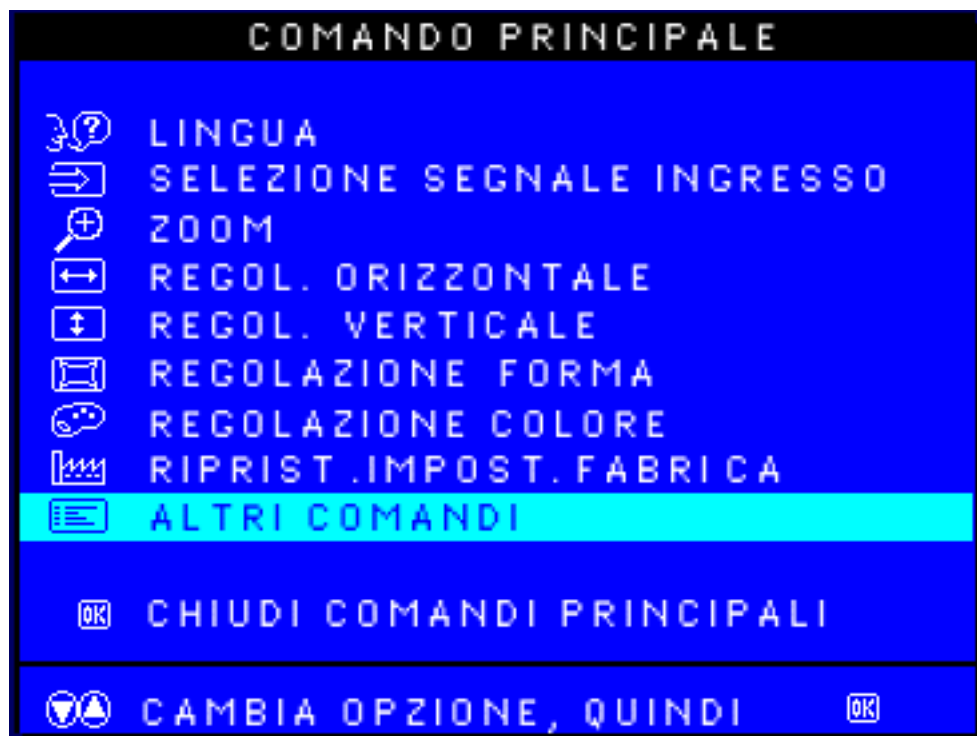 COMANDO PRINCIPALE
LINGUA
SELEZIONE SEGNALE INGRESSO
ZOOM
REGOL. ORIZZONTALE
REGOL. VERTICALE
REGOLAZIONE FORMA
REGOLAZIONE COLORE
RIPRIST.IMPOST.FABRICA
ALTRI COMANDI
OK CHIUDI COMANDI PRINCIPALI
CAMBIA OPZIONE, QUINDI OK